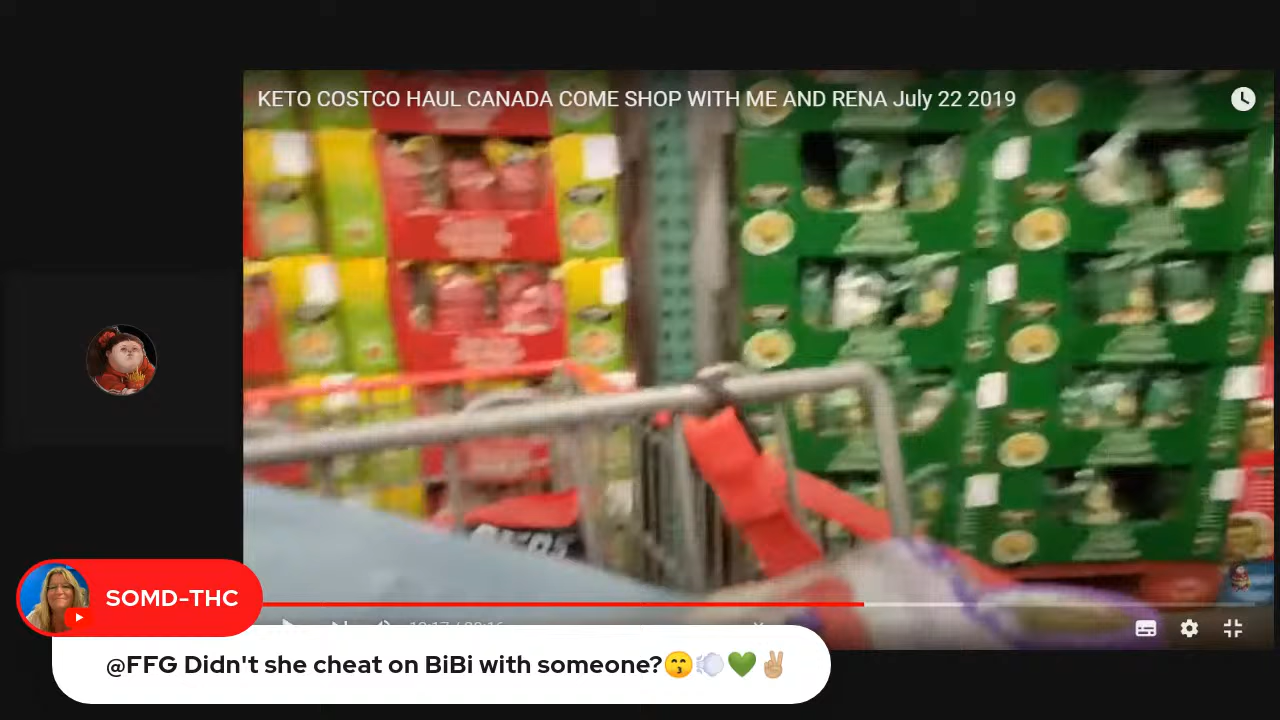 KETO COSTCO HAUL CANADA COME SHOP WITH ME AND RENA July 22 2019
SOMD-THC
@FFG Didn't she cheat on BiBi with someone?😙💨💚✌🏼